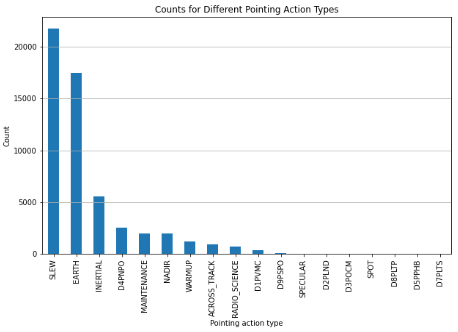 Counts for Different Pointing Action Types
Count
20000
15000
10000
5000
0
SLEW
EARTH
INERTIAL
D4PNPO
MAINTENANCE
NADIR
WARMUP
ACROSS_TRACK
RADIO_SCIENCE
D1PVMC
D9PSPO
SPECULAR
D2PLND
D3POCM
SPOT
D8PLTP
D5PPHB
D7PLTS
Pointing action type